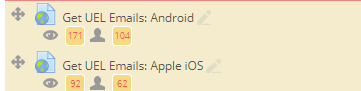 Get UEL Emails: Android
171 104
Get UEL Emails: Apple iOS
92 62